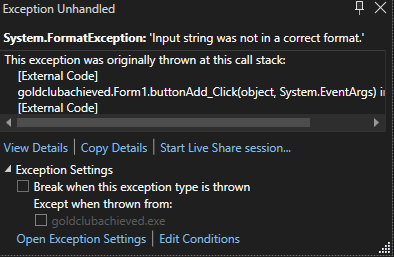 Exception Unhandled
System.FormatException: 'Input string was not in a correct format.'
This exception was originally thrown at this call stack:
[External Code]
goldclubachieved.Form1.buttonAdd_Click(object, System.EventArgs) in
[External Code]
View Details | Copy Details | Start Live Share session...
Exception Settings
Break when this exception type is thrown
Except when thrown from:
goldclubachieved.exe
Open Exception Settings | Edit Conditions